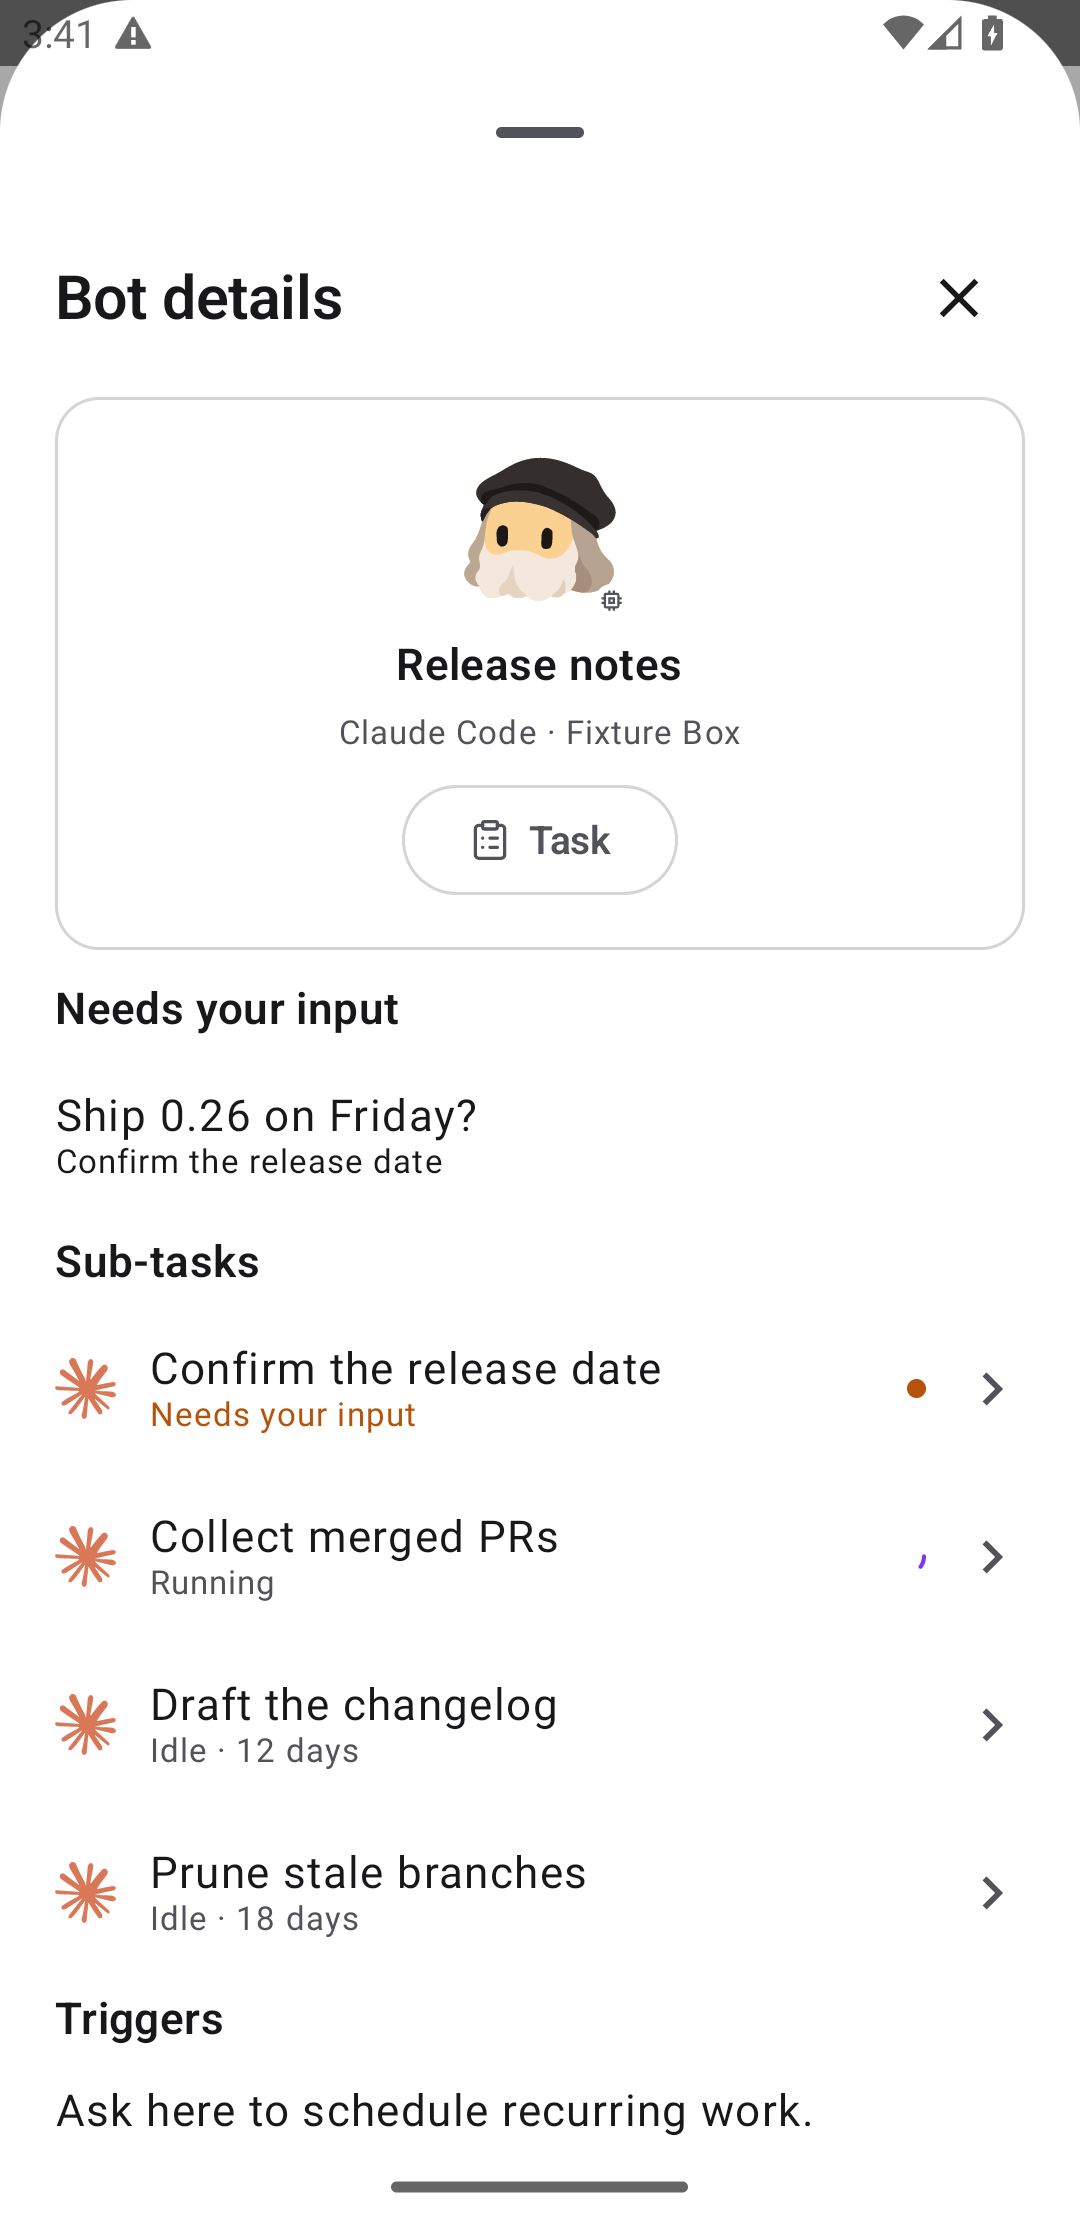 3:41
Bot details
Release notes
Claude Code · Fixture Box
Task
Needs your input
Ship 0.26 on Friday?
Confirm the release date
Sub-tasks
Confirm the release date
Needs your input
Collect merged PRs
Running
Draft the changelog
Idle · 12 days
Prune stale branches
Idle · 18 days
Triggers
Ask here to schedule recurring work.